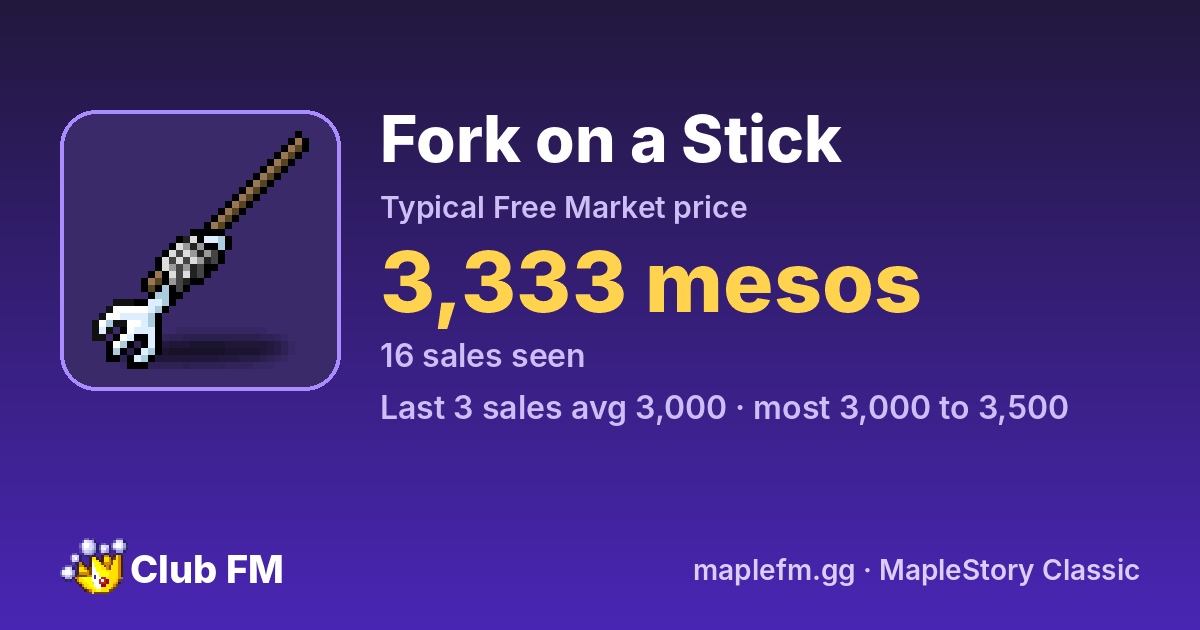 Fork on a Stick
Typical Free Market price
3,333 mesos
16 sales seen
Last 3 sales avg 3,000 · most 3,000 to 3,500
Club FM
maplefm.gg · MapleStory Classic